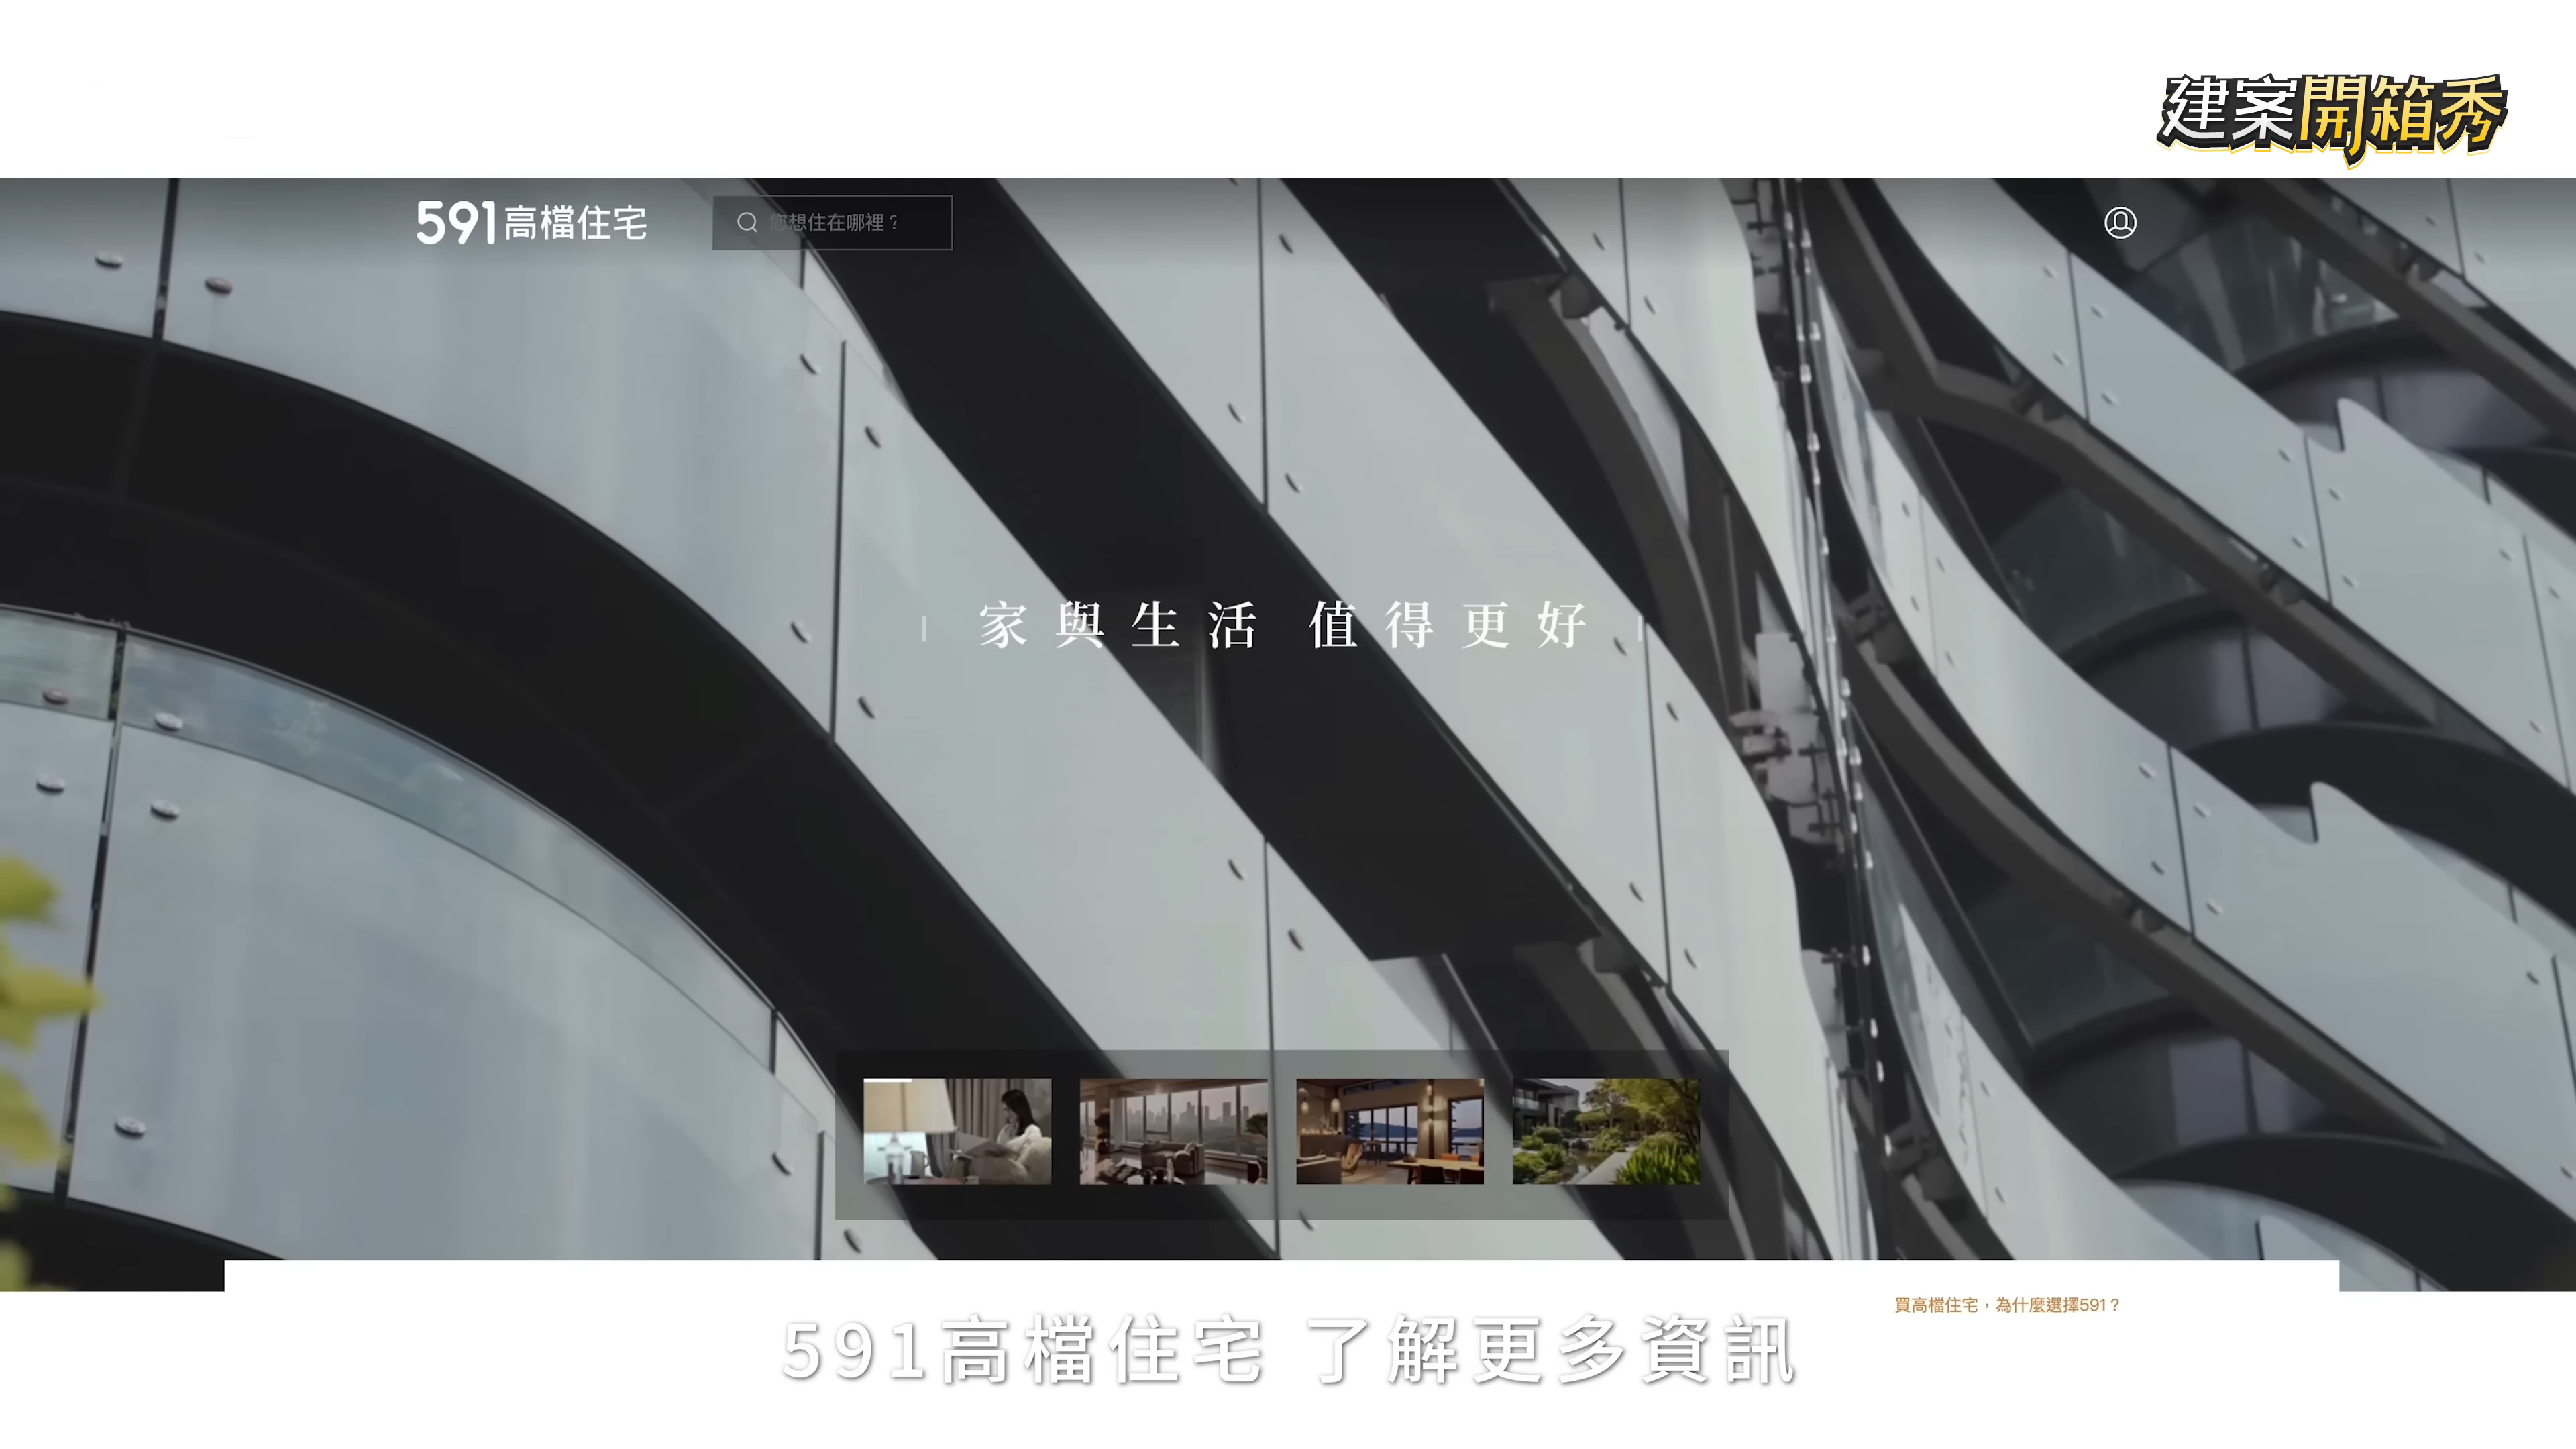 建案開箱秀
591高檔住宅
您想住在哪裡？
家與生活 值得更好
買高檔住宅，為什麼選擇591？
591高檔住宅 了解更多資訊